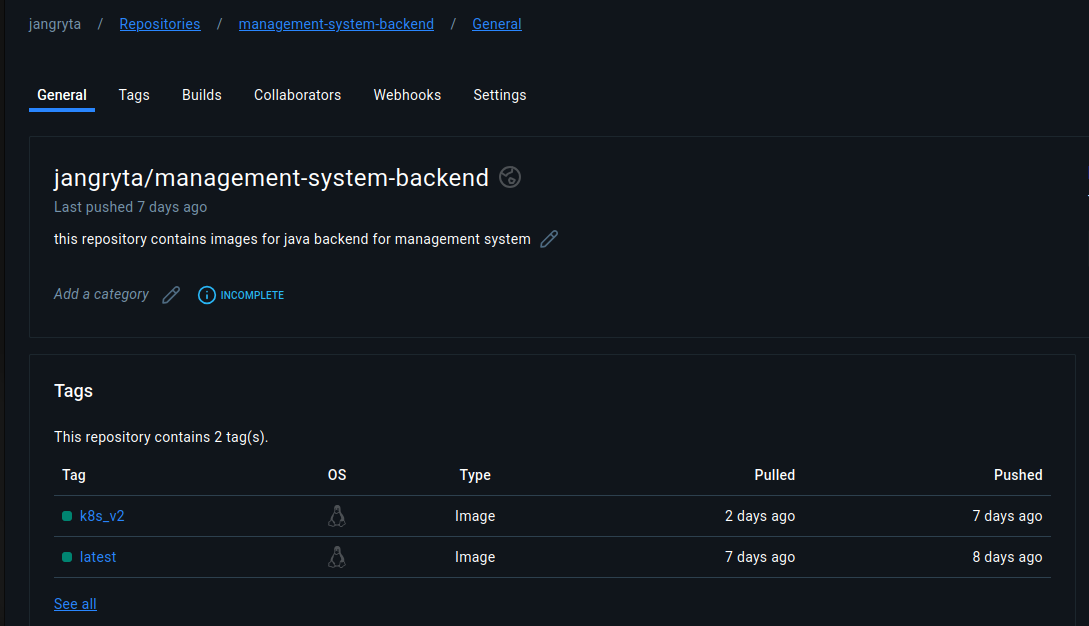 jangryta / Repositories / management-system-backend / General
General Tags Builds Collaborators Webhooks Settings
jangryta/management-system-backend
Last pushed 7 days ago
this repository contains images for java backend for management system
Add a category INCOMPLETE
Tags
This repository contains 2 tag(s).
Tag OS Type Pulled Pushed
k8s_v2 Image 2 days ago 7 days ago
latest Image 7 days ago 8 days ago
See all